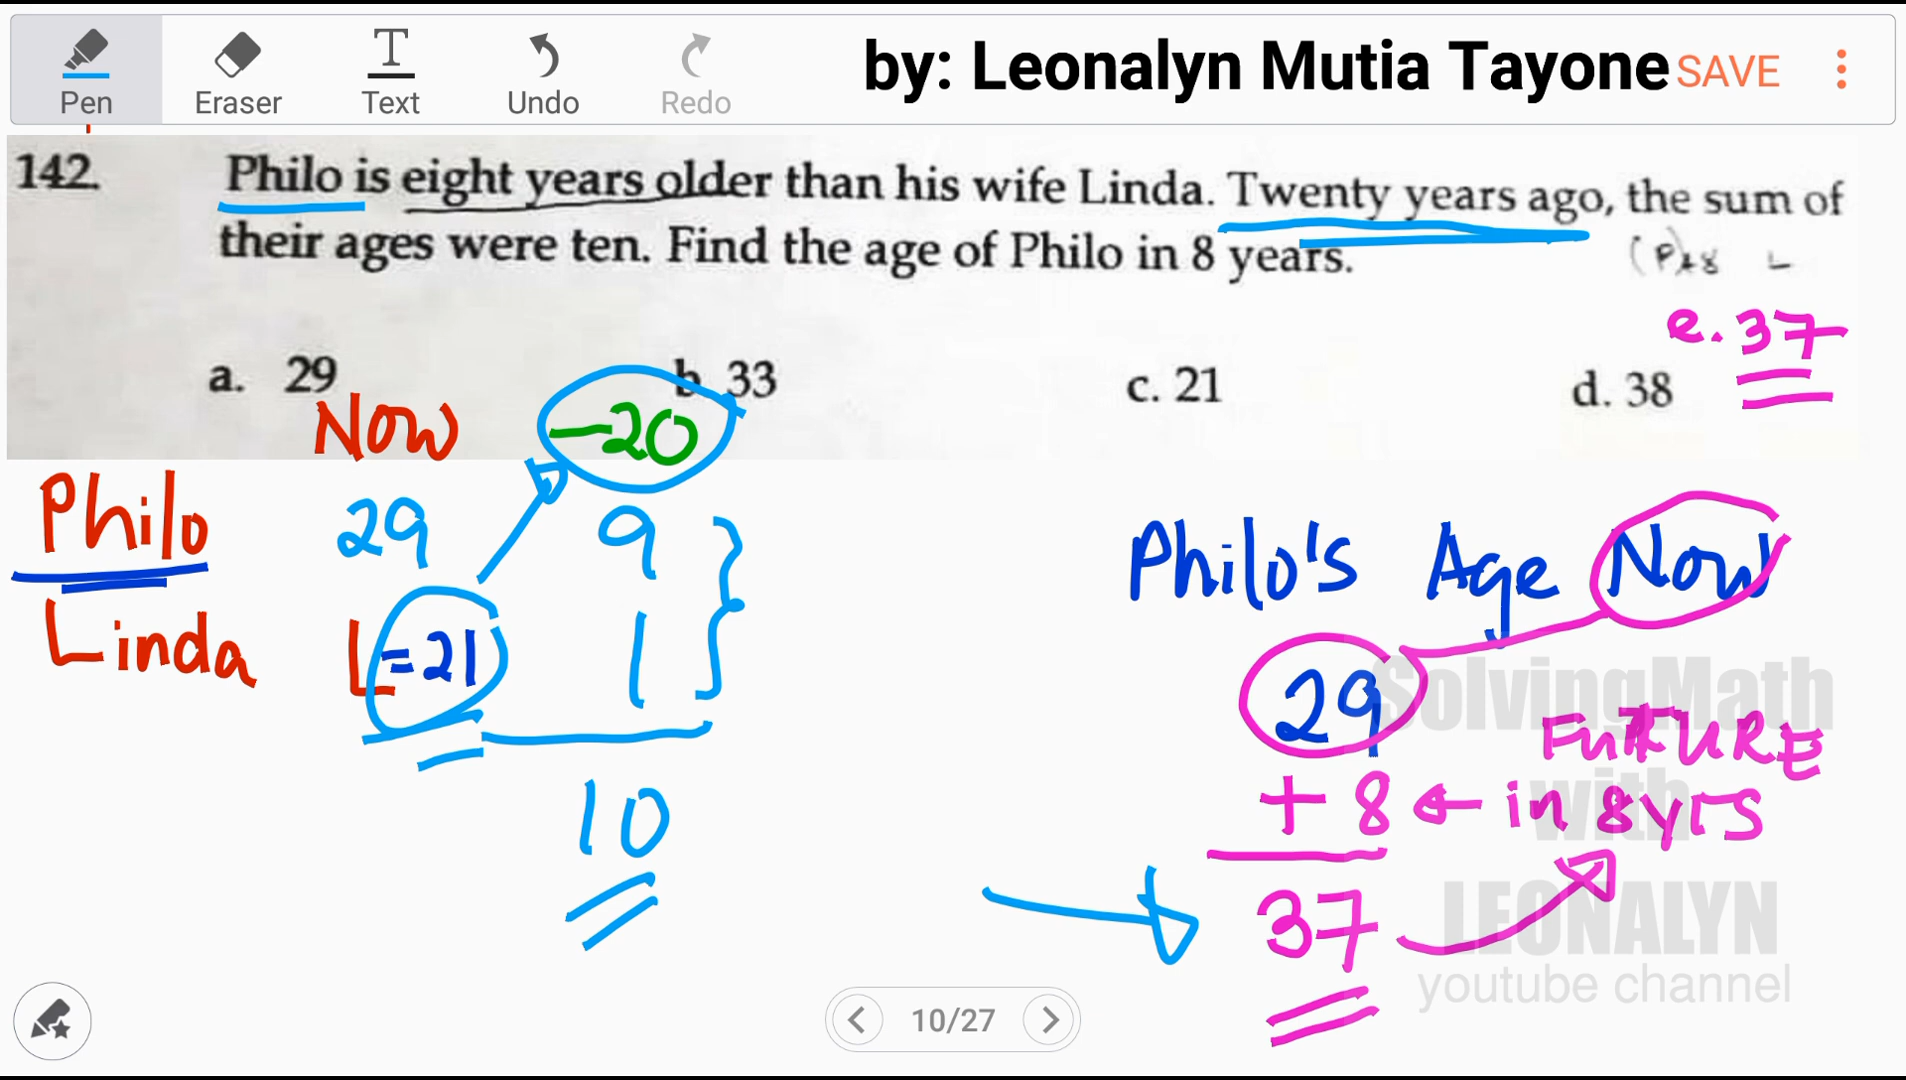 Pen
Eraser
Text
Undo
Redo
by: Leonalyn Mutia Tayone
SAVE
142. Philo is eight years older than his wife Linda. Twenty years ago, the sum of
their ages were ten. Find the age of Philo in 8 years.
(P)+8 L
e. 37
a. 29
b. 33
c. 21
d. 38
Now
-20
Philo
29
9
Linda
L=21
1
10
Philo's Age Now
29
FUTURE
+ 8 ← in 8yrs
37
SolvingMath
with
LEONALYN
youtube channel
10/27